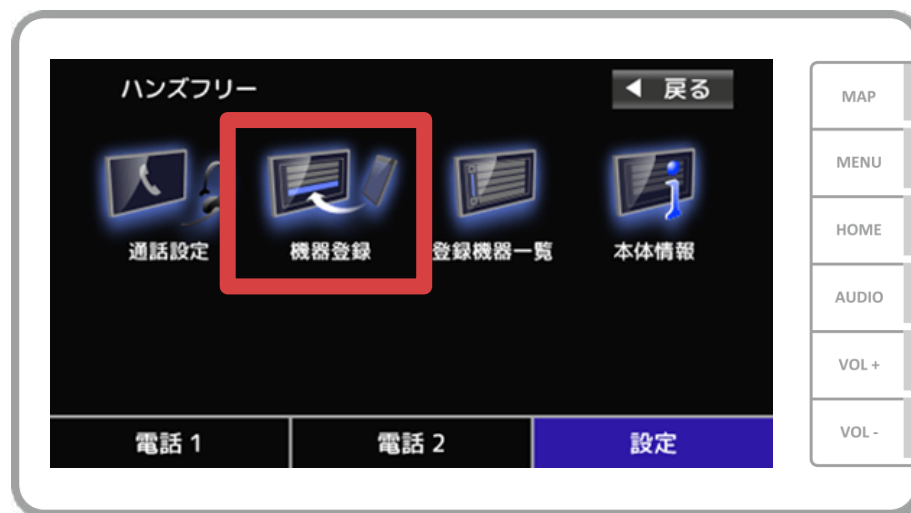 ハンズフリー
◀ 戻る
通話設定
機器登録
登録機器一覧
本体情報
電話 1
電話 2
設定
MAP
MENU
HOME
AUDIO
VOL +
VOL -